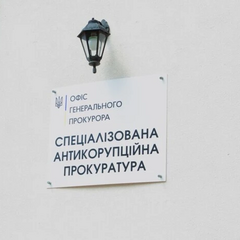 ОФІС
ГЕНЕРАЛЬНОГО
ПРОКУРОРА
СПЕЦІАЛІЗОВАНА
АНТИКОРУПЦІЙНА
ПРОКУРАТУРА